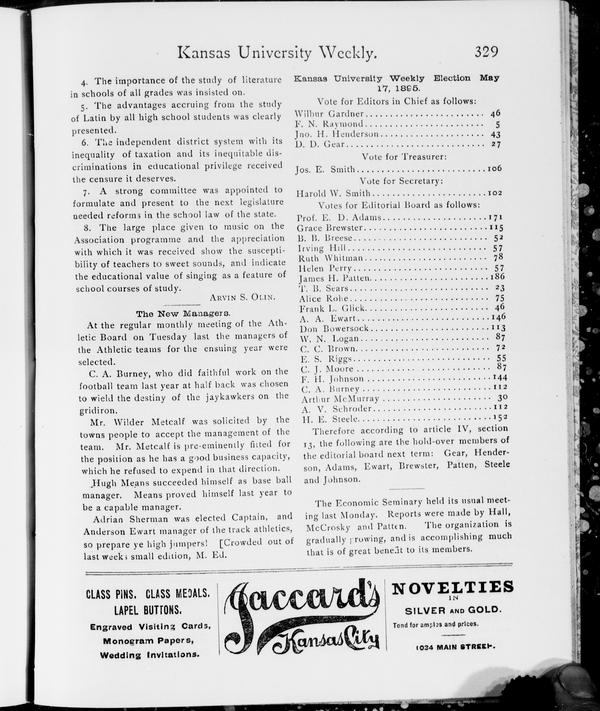 Kansas University Weekly. 329
4. The importance of the study of literature
in schools of all grades was insisted on.
5. The advantages accruing from the study
of Latin by all high school students was clearly
presented.
6. The independent district system with its
inequality of taxation and its inequitable dis-
criminations in educational privilege received
the censure it deserves.
7. A strong committee was appointed to
formulate and present to the next legislature
needed reforms in the school law of the state.
8. The large place given to music on the
Association programme and the appreciation
with which it was received show the suscepti-
bility of teachers to sweet sounds, and indicate
the educational value of singing as a feature of
school courses of study.
ARVIN S. OLIN.
The New Managers.
At the regular monthly meeting of the Ath-
letic Board on Tuesday last the managers of
the Athletic teams for the ensuing year were
selected.
C. A. Burney, who did faithful work on the
football team last year at half back was chosen
to wield the destiny of the jaykawkers on the
gridiron.
Mr. Wilder Metcalf was solicited by the
towns people to accept the management of the
team. Mr. Metcalf is pre-eminently fitted for
the position as he has a good business capacity,
which he refused to expend in that direction.
Hugh Means succeeded himself as base ball
manager. Means proved himself last year to
be a capable manager.
Adrian Sherman was elected Captain, and
Anderson Ewart manager of the track athletics,
so prepare ye high jumpers! [Crowded out of
last weeks small edition, M. Ed.
Kansas University Weekly Election May
17, 1895.
Vote for Editors in Chief as follows:
Wilbur Gardner........................ 46
F. N. Raymond........................ 5
Jno. H. Henderson..................... 43
D. D. Gear............................ 27
Vote for Treasurer:
Jos. E. Smith..........................106
Vote for Secretary:
Harold W. Smith.......................102
Votes for Editorial Board as follows:
Prof. E. D. Adams.....................171
Grace Brewster.........................115
B. B. Breese........................... 52
Irving Hill............................ 57
Ruth Whitman......................... 78
Helen Perry........................... 57
James H. Patten.......................186
T. B. Sears............................ 23
Alice Rohe............................ 75
Frank L. Glick......................... 46
A. A. Ewart...........................146
Don Bowersock........................113
W. N. Logan.......................... 87
C. C. Brown........................... 72
E. S. Riggs............................ 55
C. J. Moore ........................... 87
F. H. Johnson .........................144
C. A. Burney ..........................112
Arthur McMurray ...................... 30
A. V. Schroder.........................112
H. E. Steele...........................152
Therefore according to article IV, section
13, the following are the hold-over members of
the editorial board next term: Gear, Hender-
son, Adams, Ewart, Brewster, Patten, Steele
and Johnson.
The Economic Seminary held its usual meet-
ing last Monday. Reports were made by Hall,
McCrosky and Patten. The organization is
gradually growing, and is accomplishing much
that is of great benefit to its members.
CLASS PINS. CLASS MEDALS.
LAPEL BUTTONS.
Engraved Visiting Cards,
Monogram Papers,
Wedding Invitations.
Jaccard's
Kansas City
NOVELTIES
IN
SILVER AND GOLD.
Tend for amples and prices.
1034 MAIN STREET.